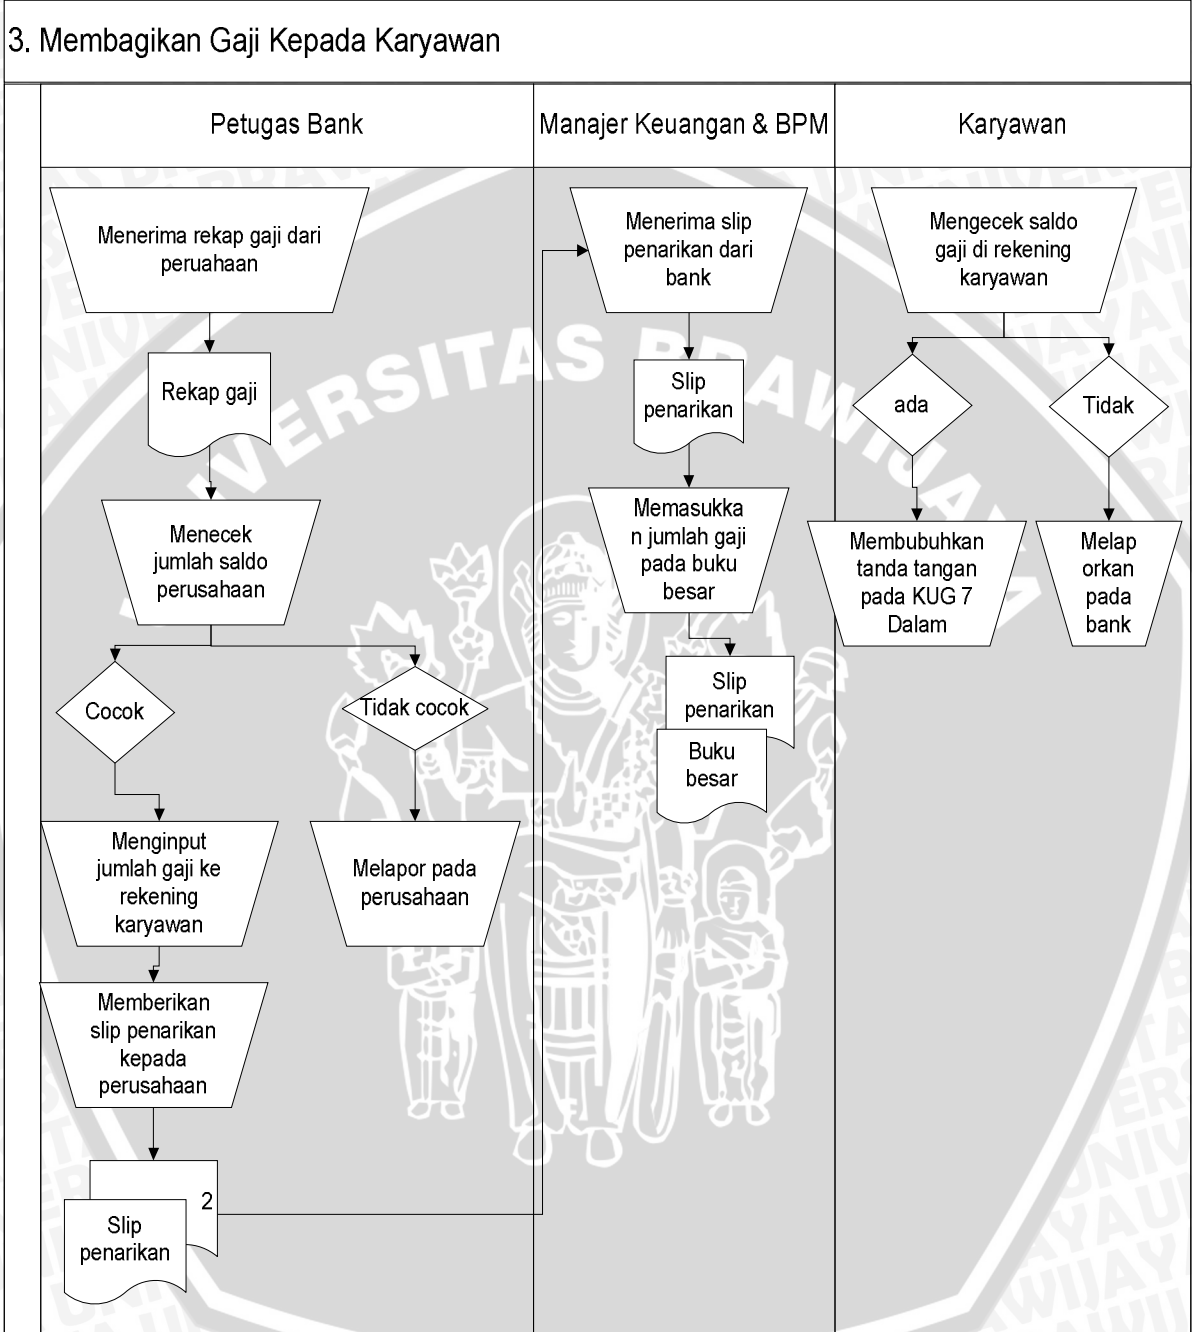 3. Membagikan Gaji Kepada Karyawan
Petugas Bank
Manajer Keuangan & BPM
Karyawan
Menerima rekap gaji dari
peruahaan
Rekap gaji
Menecek
jumlah saldo
perusahaan
Cocok
Tidak cocok
Menginput
jumlah gaji ke
rekening
karyawan
Melapor pada
perusahaan
Memberikan
slip penarikan
kepada
perusahaan
2
Slip
penarikan
Menerima slip
penarikan dari
bank
Slip
penarikan
Memasukka
n jumlah gaji
pada buku
besar
Slip
penarikan
Buku
besar
Mengecek saldo
gaji di rekening
karyawan
ada
Tidak
Membubuhkan
tanda tangan
pada KUG 7
Dalam
Melap
orkan
pada
bank